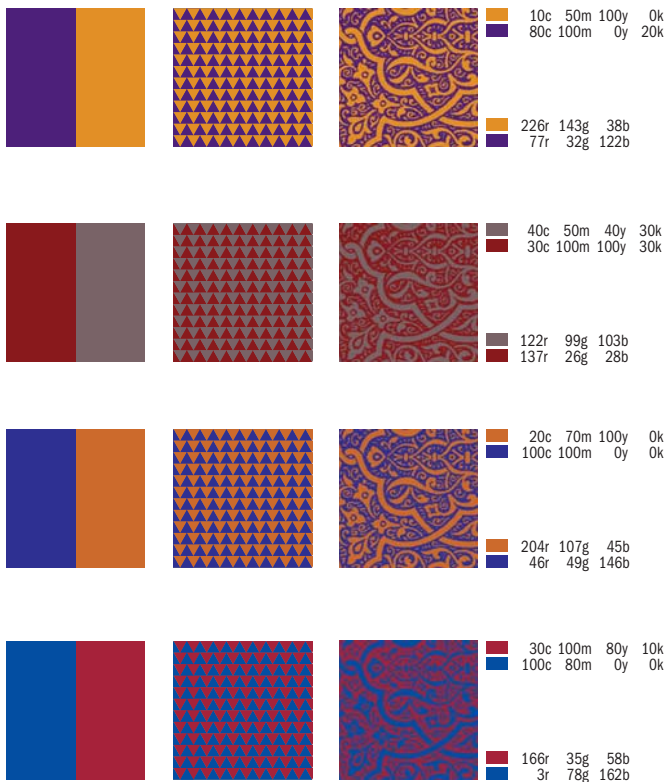 10c 50m 100y 0k
80c 100m 0y 20k
226r 143g 38b
77r 32g 122b
40c 50m 40y 30k
30c 100m 100y 30k
122r 99g 103b
137r 26g 28b
20c 70m 100y 0k
100c 100m 0y 0k
204r 107g 45b
46r 49g 146b
30c 100m 80y 10k
100c 80m 0y 0k
166r 35g 58b
3r 78g 162b